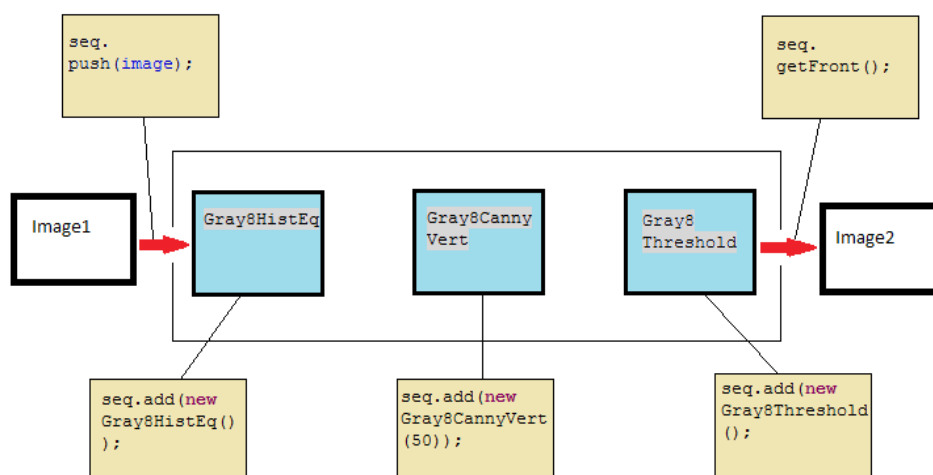 seq.
push(image);
seq.
getFront();
Image1
Gray8HistEq
Gray8Canny
Vert
Gray8
Threshold
Image2
seq.add(new
Gray8HistEq()
);
seq.add(new
Gray8CannyVert
(50));
seq.add(new
Gray8Threshold
();